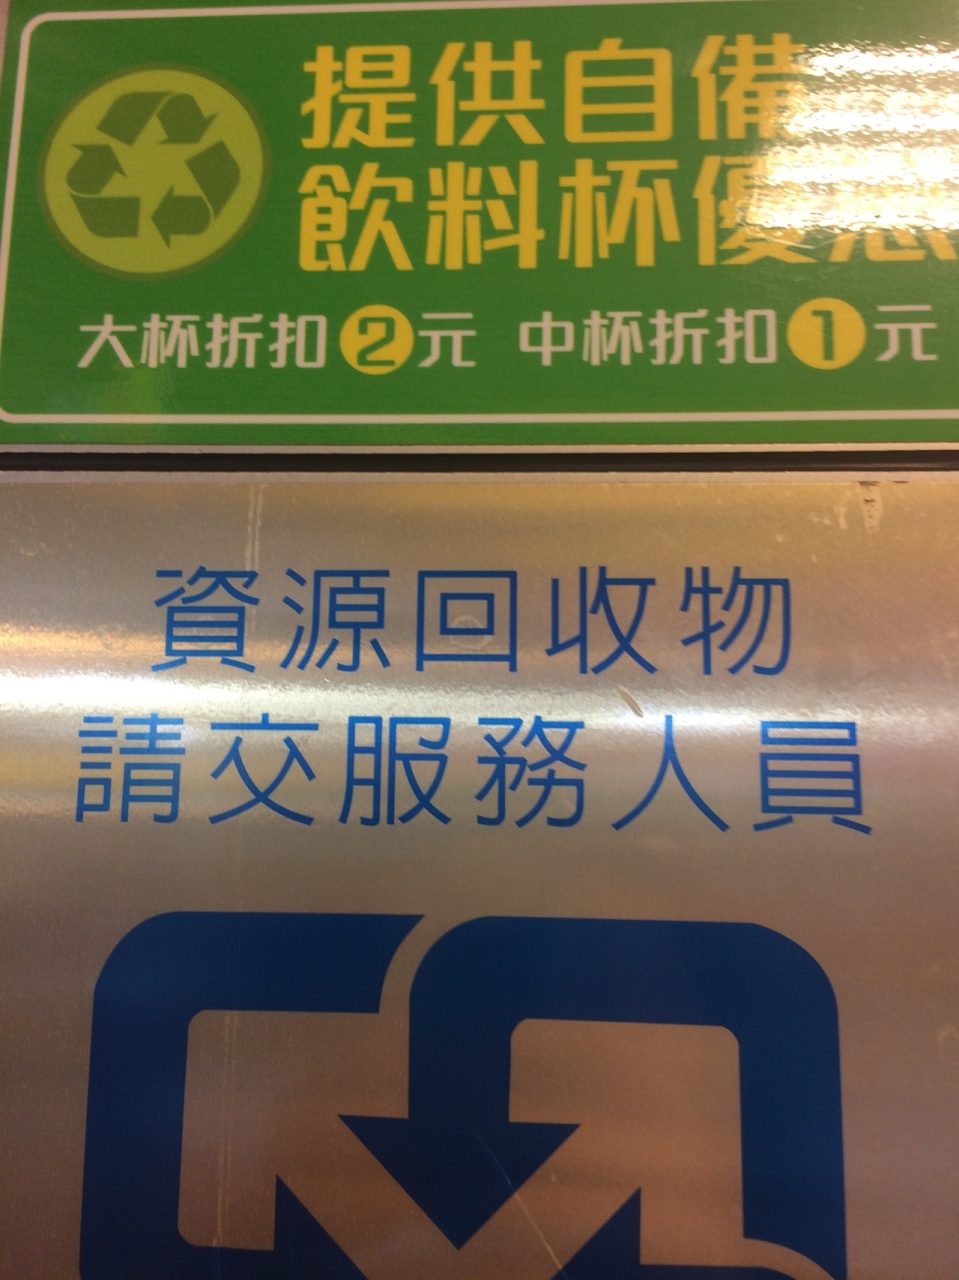 提供自備
飲料杯優惠
大杯折扣2元 中杯折扣1元
資源回收物
請交服務人員